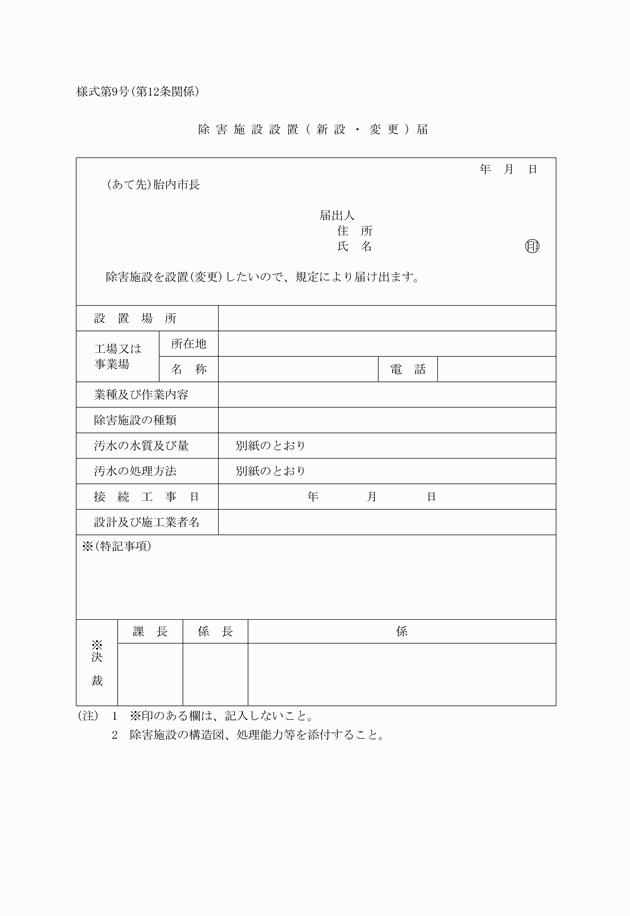 様式第9号(第12条関係)
除害施設設置(新設・変更)届
年 月 日
(あて先)胎内市長
届出人
住 所
氏 名 ㊞
除害施設を設置(変更)したいので、規定により届け出ます。
設 置 場 所
工場又は 所在地
事業場 名 称 電 話
業種及び作業内容
除害施設の種類
汚水の水質及び量 別紙のとおり
汚水の処理方法 別紙のとおり
接 続 工 事 日 年 月 日
設計及び施工業者名
※(特記事項)
※決裁 課 長 係 長 係
(注) 1 ※印のある欄は、記入しないこと。
2 除害施設の構造図、処理能力等を添付すること。